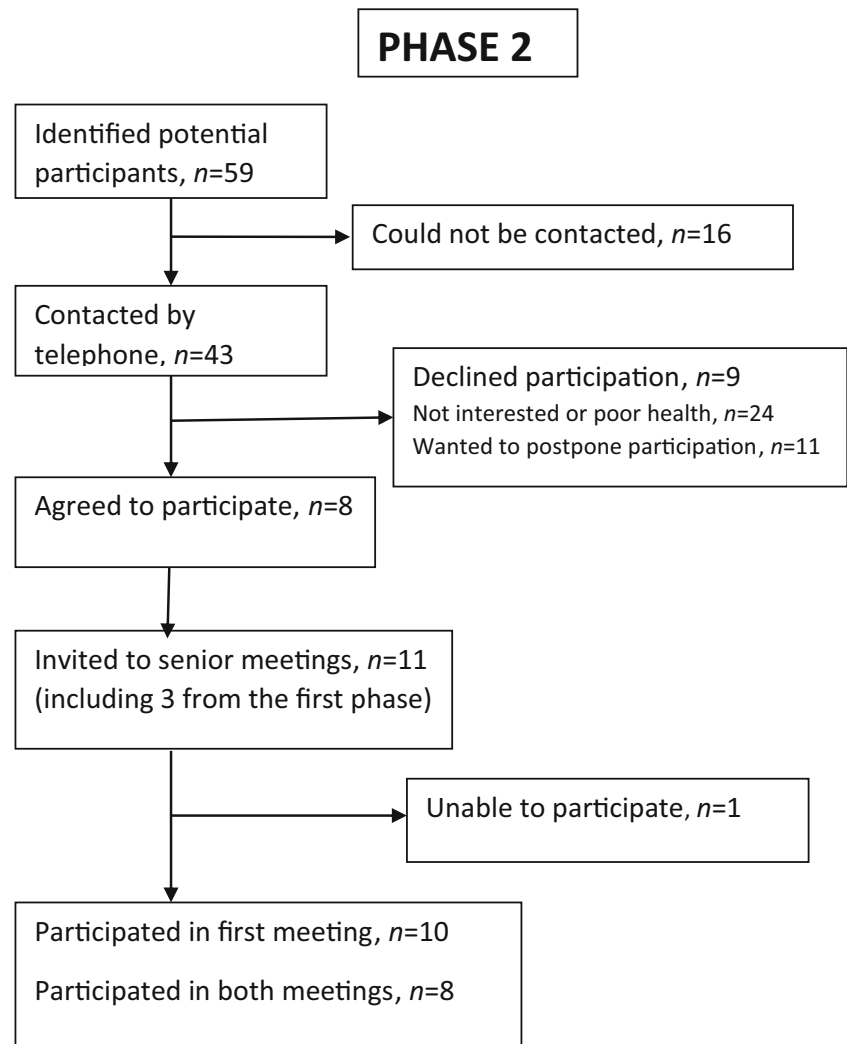 PHASE 2
Identified potential
participants, n=59
Could not be contacted, n=16
Contacted by
telephone, n=43
Declined participation, n=9
Not interested or poor health, n=24
Wanted to postpone participation, n=11
Agreed to participate, n=8
Invited to senior meetings, n=11
(including 3 from the first phase)
Unable to participate, n=1
Participated in first meeting, n=10
Participated in both meetings, n=8